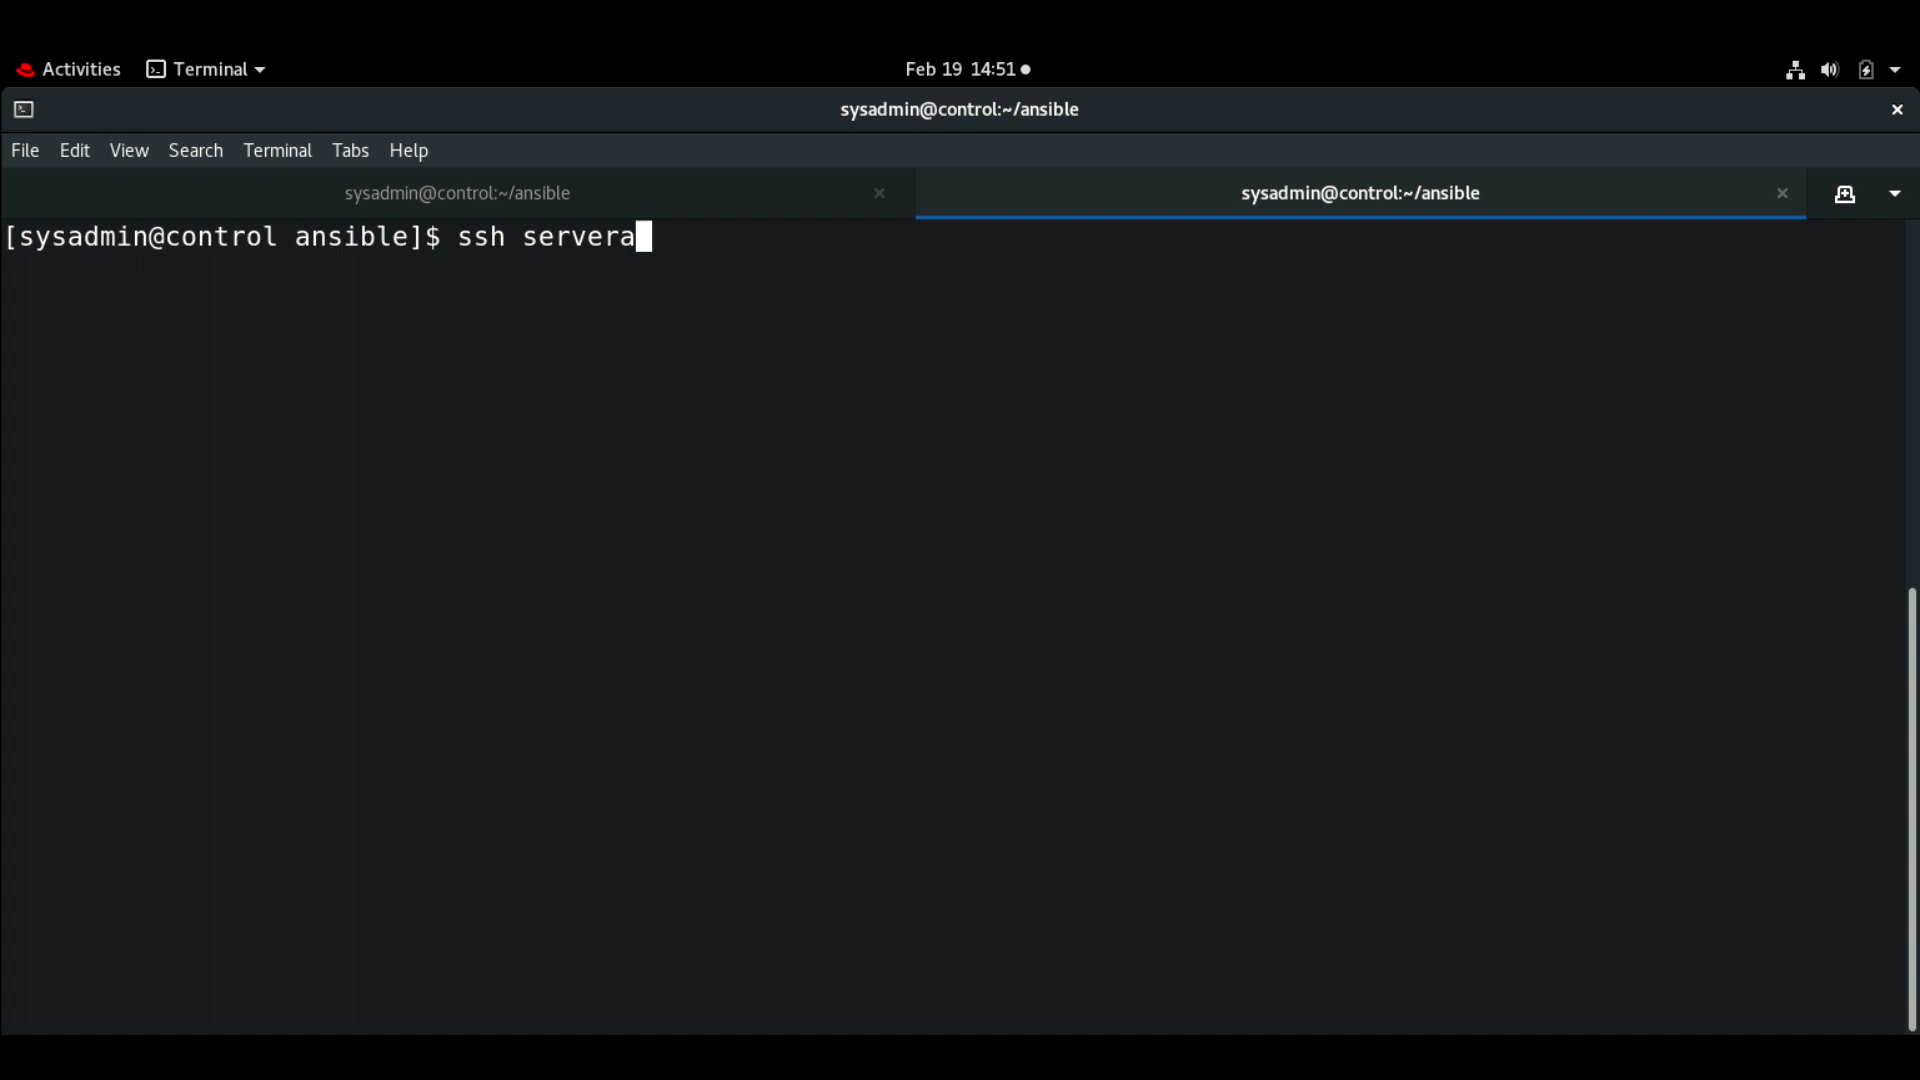 Activities Terminal Feb 19 14:51
sysadmin@control:~/ansible
File Edit View Search Terminal Tabs Help
sysadmin@control:~/ansible sysadmin@control:~/ansible
[sysadmin@control ansible]$ ssh servera